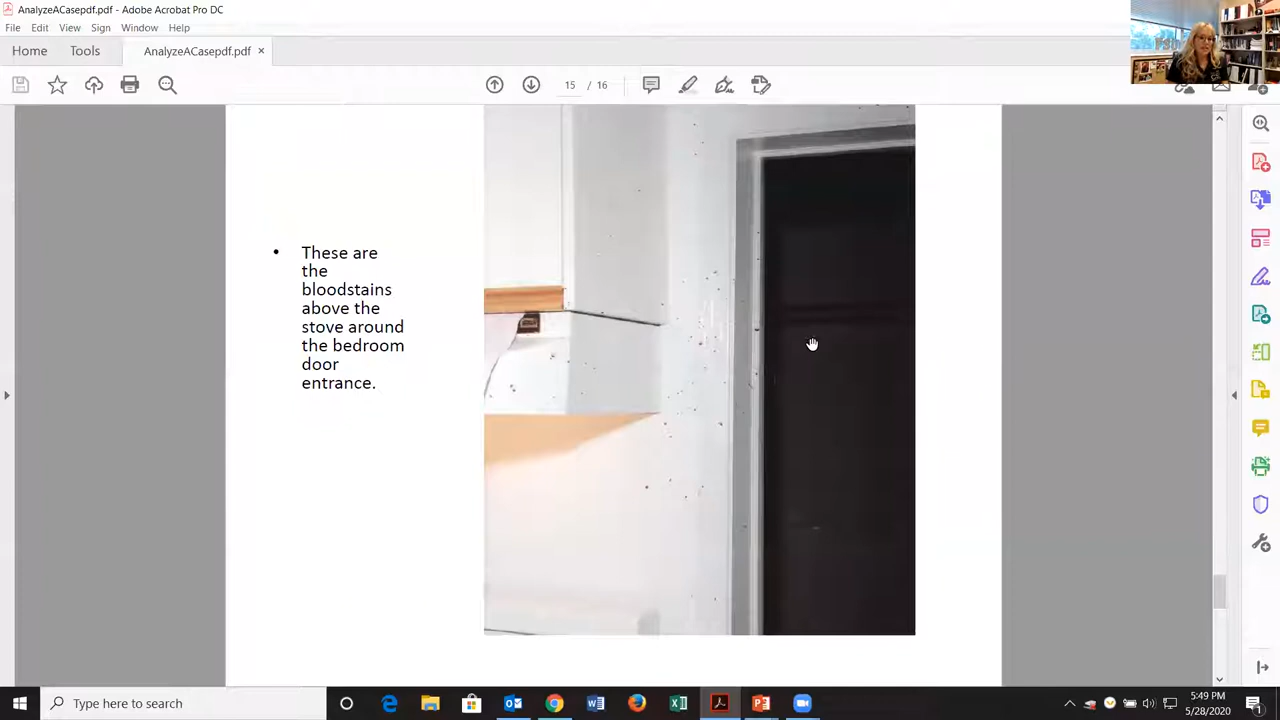 AnalyzeACasepdf.pdf - Adobe Acrobat Pro DC
File Edit View Window Help
Home Tools AnalyzeACasepdf.pdf ×
15 / 16
• These are
the
bloodstains
above the
stove around
the bedroom
door
entrance.
Type here to search
5:49 PM
5/28/2020